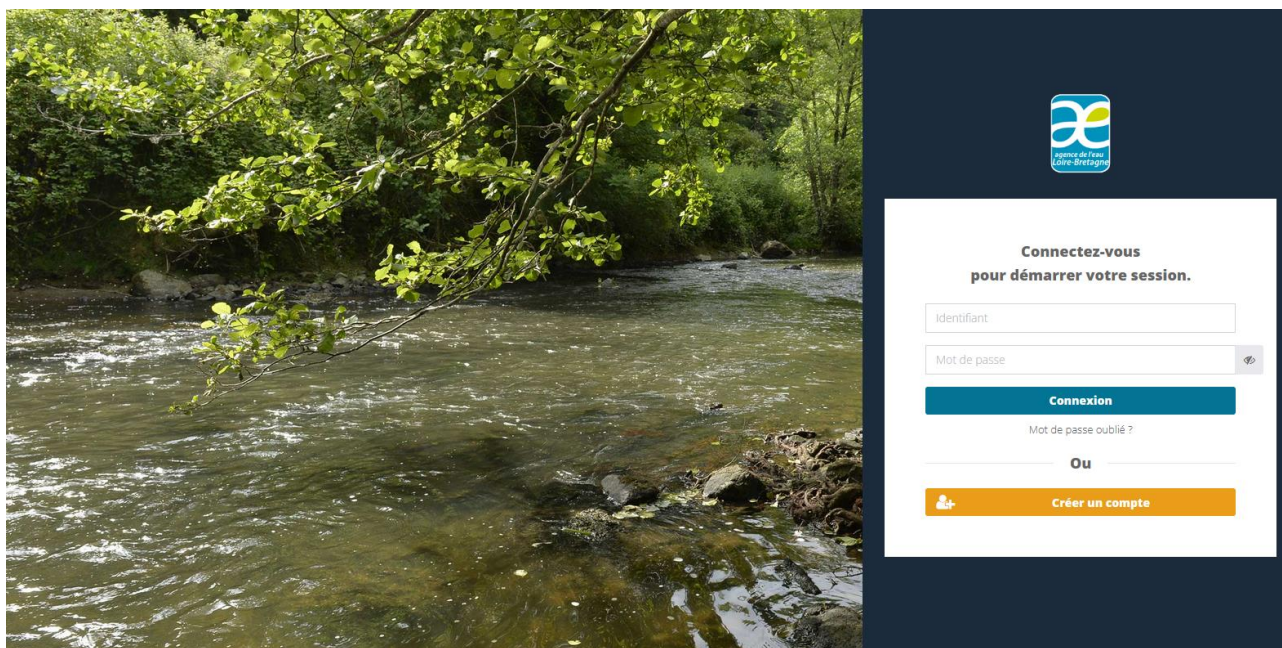 agence de l'eau
Loire-Bretagne
Connectez-vous
pour démarrer votre session.
Identifiant
Mot de passe
Connexion
Mot de passe oublié ?
Ou
Créer un compte